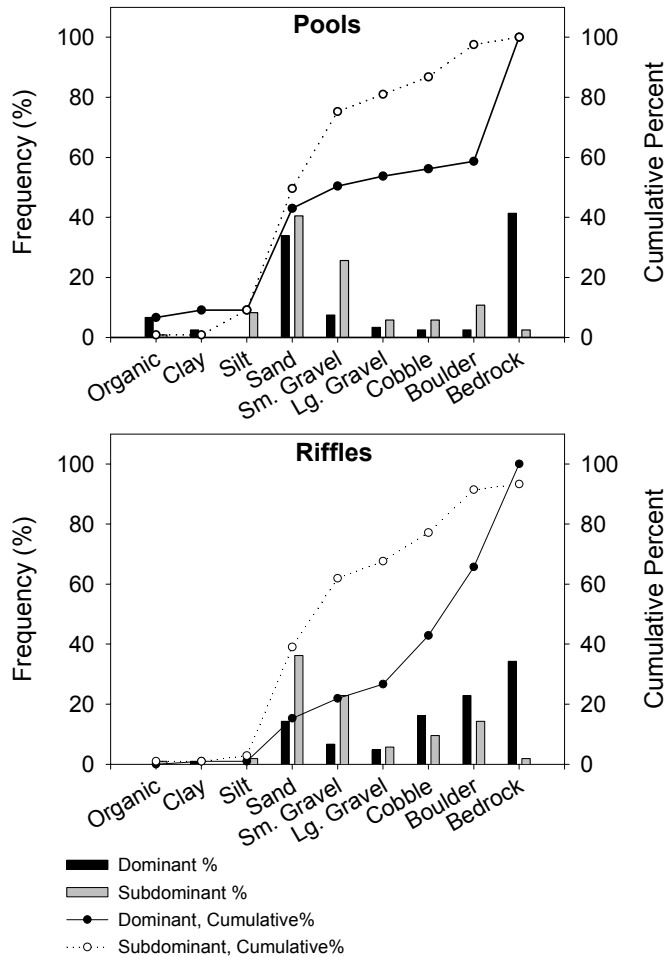 Pools
100
80
60
40
20
0
Frequency (%)
100
80
60
40
20
0
Cumulative Percent
Organic
Clay
Silt
Sand
Sm. Gravel
Lg. Gravel
Cobble
Boulder
Bedrock
Riffles
100
80
60
40
20
0
Frequency (%)
100
80
60
40
20
0
Cumulative Percent
Organic
Clay
Silt
Sand
Sm. Gravel
Lg. Gravel
Cobble
Boulder
Bedrock
Dominant %
Subdominant %
Dominant, Cumulative%
Subdominant, Cumulative%